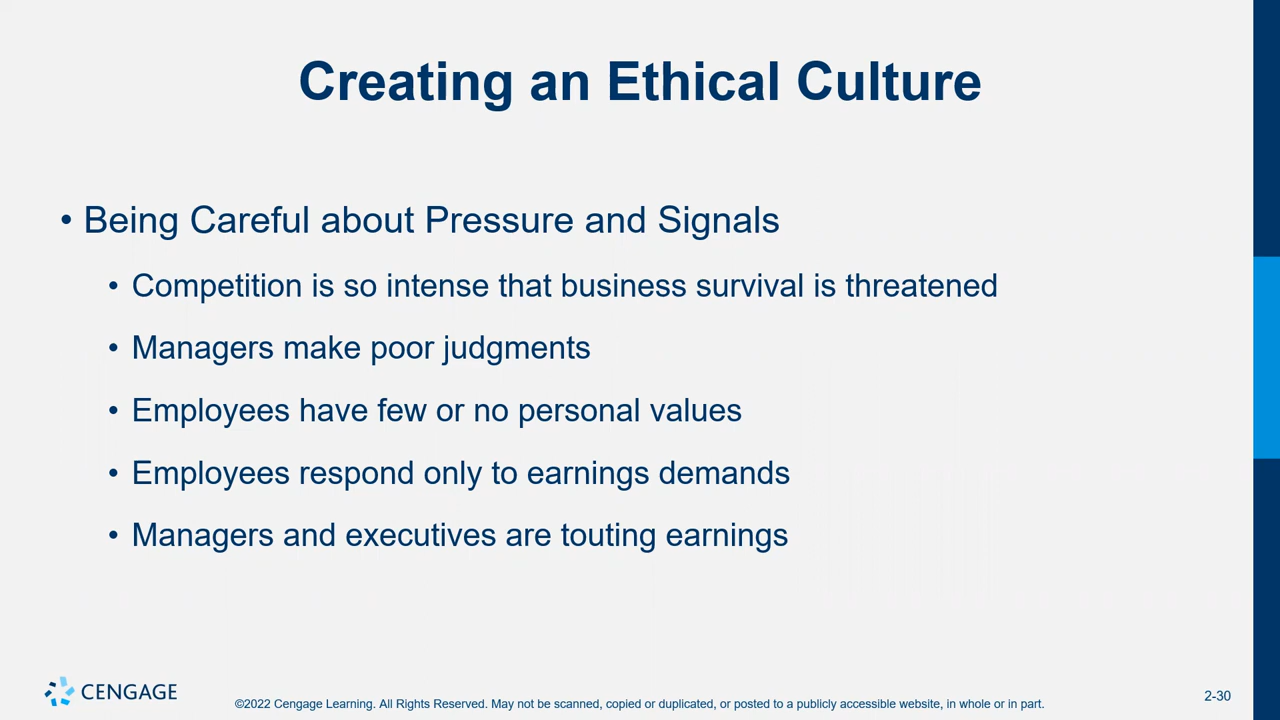 Creating an Ethical Culture
• Being Careful about Pressure and Signals
• Competition is so intense that business survival is threatened
• Managers make poor judgments
• Employees have few or no personal values
• Employees respond only to earnings demands
• Managers and executives are touting earnings
CENGAGE
©2022 Cengage Learning. All Rights Reserved. May not be scanned, copied or duplicated, or posted to a publicly accessible website, in whole or in part.
2-30